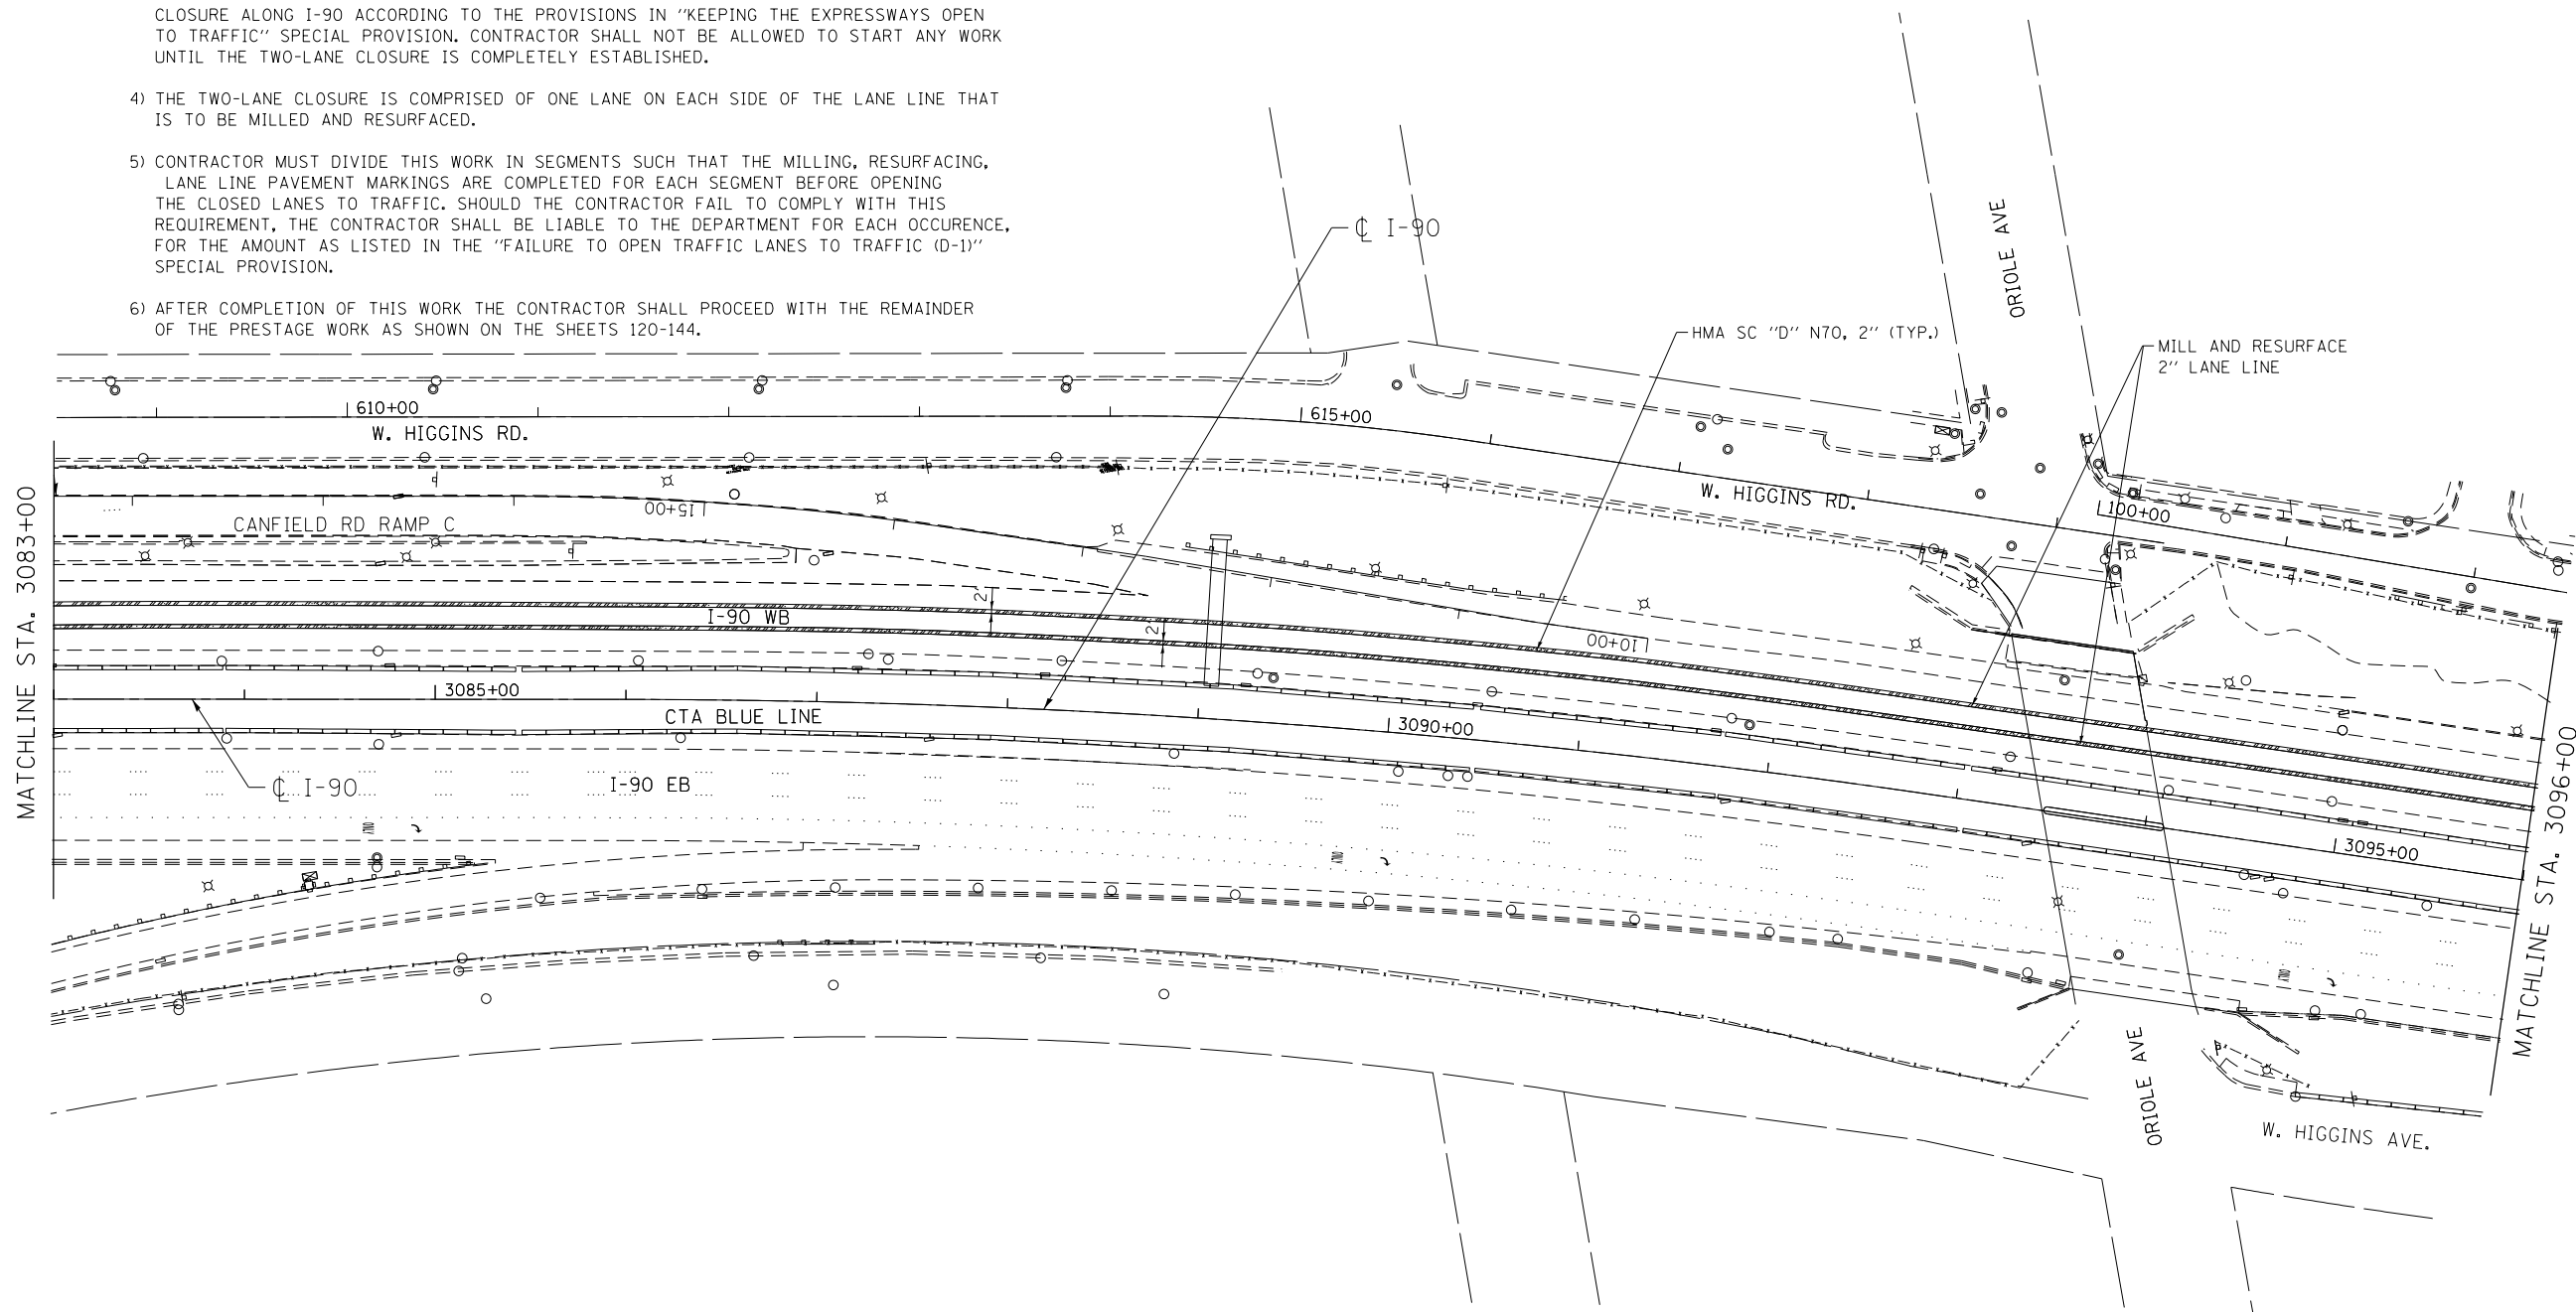 CLOSURE ALONG I-90 ACCORDING TO THE PROVISIONS IN "KEEPING THE EXPRESSWAYS OPEN
TO TRAFFIC" SPECIAL PROVISION. CONTRACTOR SHALL NOT BE ALLOWED TO START ANY WORK
UNTIL THE TWO-LANE CLOSURE IS COMPLETELY ESTABLISHED.
4) THE TWO-LANE CLOSURE IS COMPRISED OF ONE LANE ON EACH SIDE OF THE LANE LINE THAT
IS TO BE MILLED AND RESURFACED.
5) CONTRACTOR MUST DIVIDE THIS WORK IN SEGMENTS SUCH THAT THE MILLING, RESURFACING,
LANE LINE PAVEMENT MARKINGS ARE COMPLETED FOR EACH SEGMENT BEFORE OPENING
THE CLOSED LANES TO TRAFFIC. SHOULD THE CONTRACTOR FAIL TO COMPLY WITH THIS
REQUIREMENT, THE CONTRACTOR SHALL BE LIABLE TO THE DEPARTMENT FOR EACH OCCURENCE,
FOR THE AMOUNT AS LISTED IN THE "FAILURE TO OPEN TRAFFIC LANES TO TRAFFIC (D-1)"
SPECIAL PROVISION.
6) AFTER COMPLETION OF THIS WORK THE CONTRACTOR SHALL PROCEED WITH THE REMAINDER
OF THE PRESTAGE WORK AS SHOWN ON THE SHEETS 120-144.
℄ I-90
ORIOLE AVE
HMA SC "D" N70, 2" (TYP.)
MILL AND RESURFACE
2" LANE LINE
610+00
615+00
W. HIGGINS RD.
W. HIGGINS RD.
100+00
15+00
CANFIELD RD RAMP C
MATCHLINE STA. 3083+00
2'
I-90 WB
2'
10+00
3085+00
CTA BLUE LINE
3090+00
℄ I-90
I-90 EB
3095+00
MATCHLINE STA. 3096+00
ORIOLE AVE
W. HIGGINS AVE.